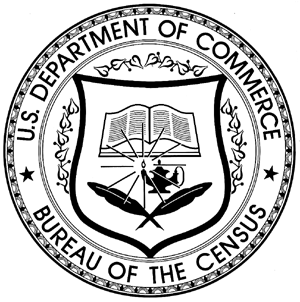 U.S. DEPARTMENT OF COMMERCE
BUREAU OF THE CENSUS